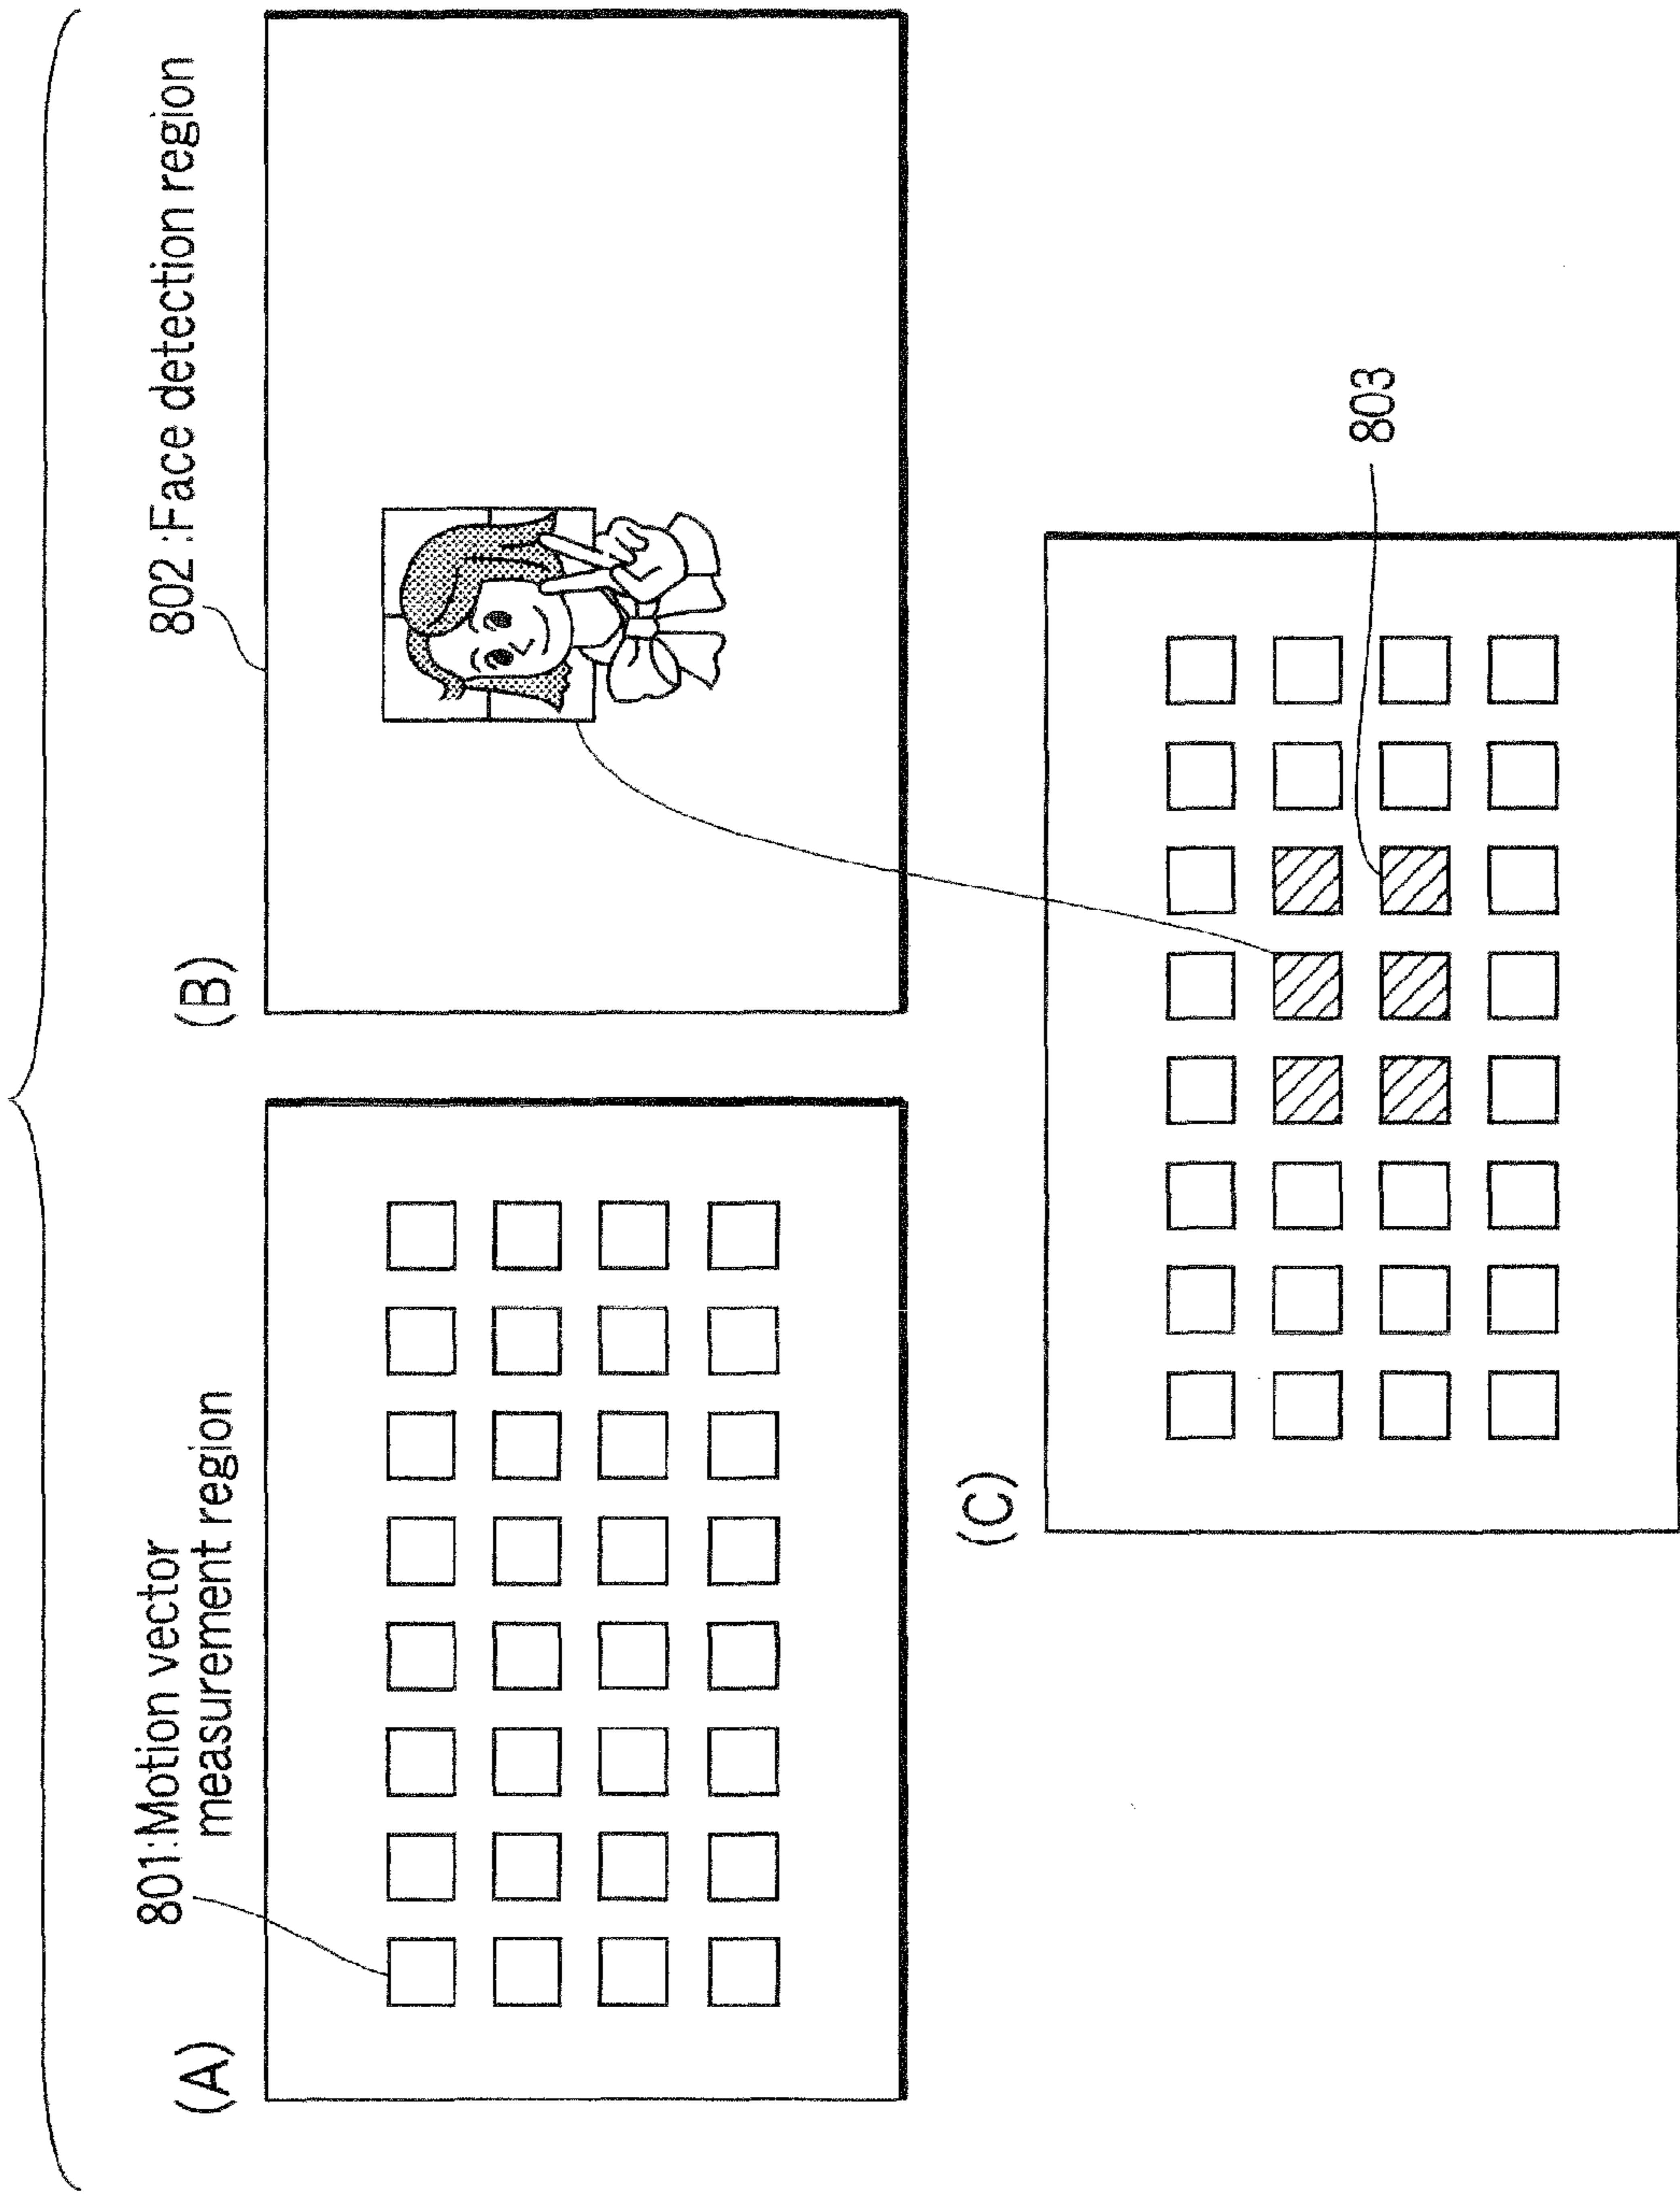 (A)
801:Motion vector
measurement region
(B)
802 :Face detection region
(C)
803